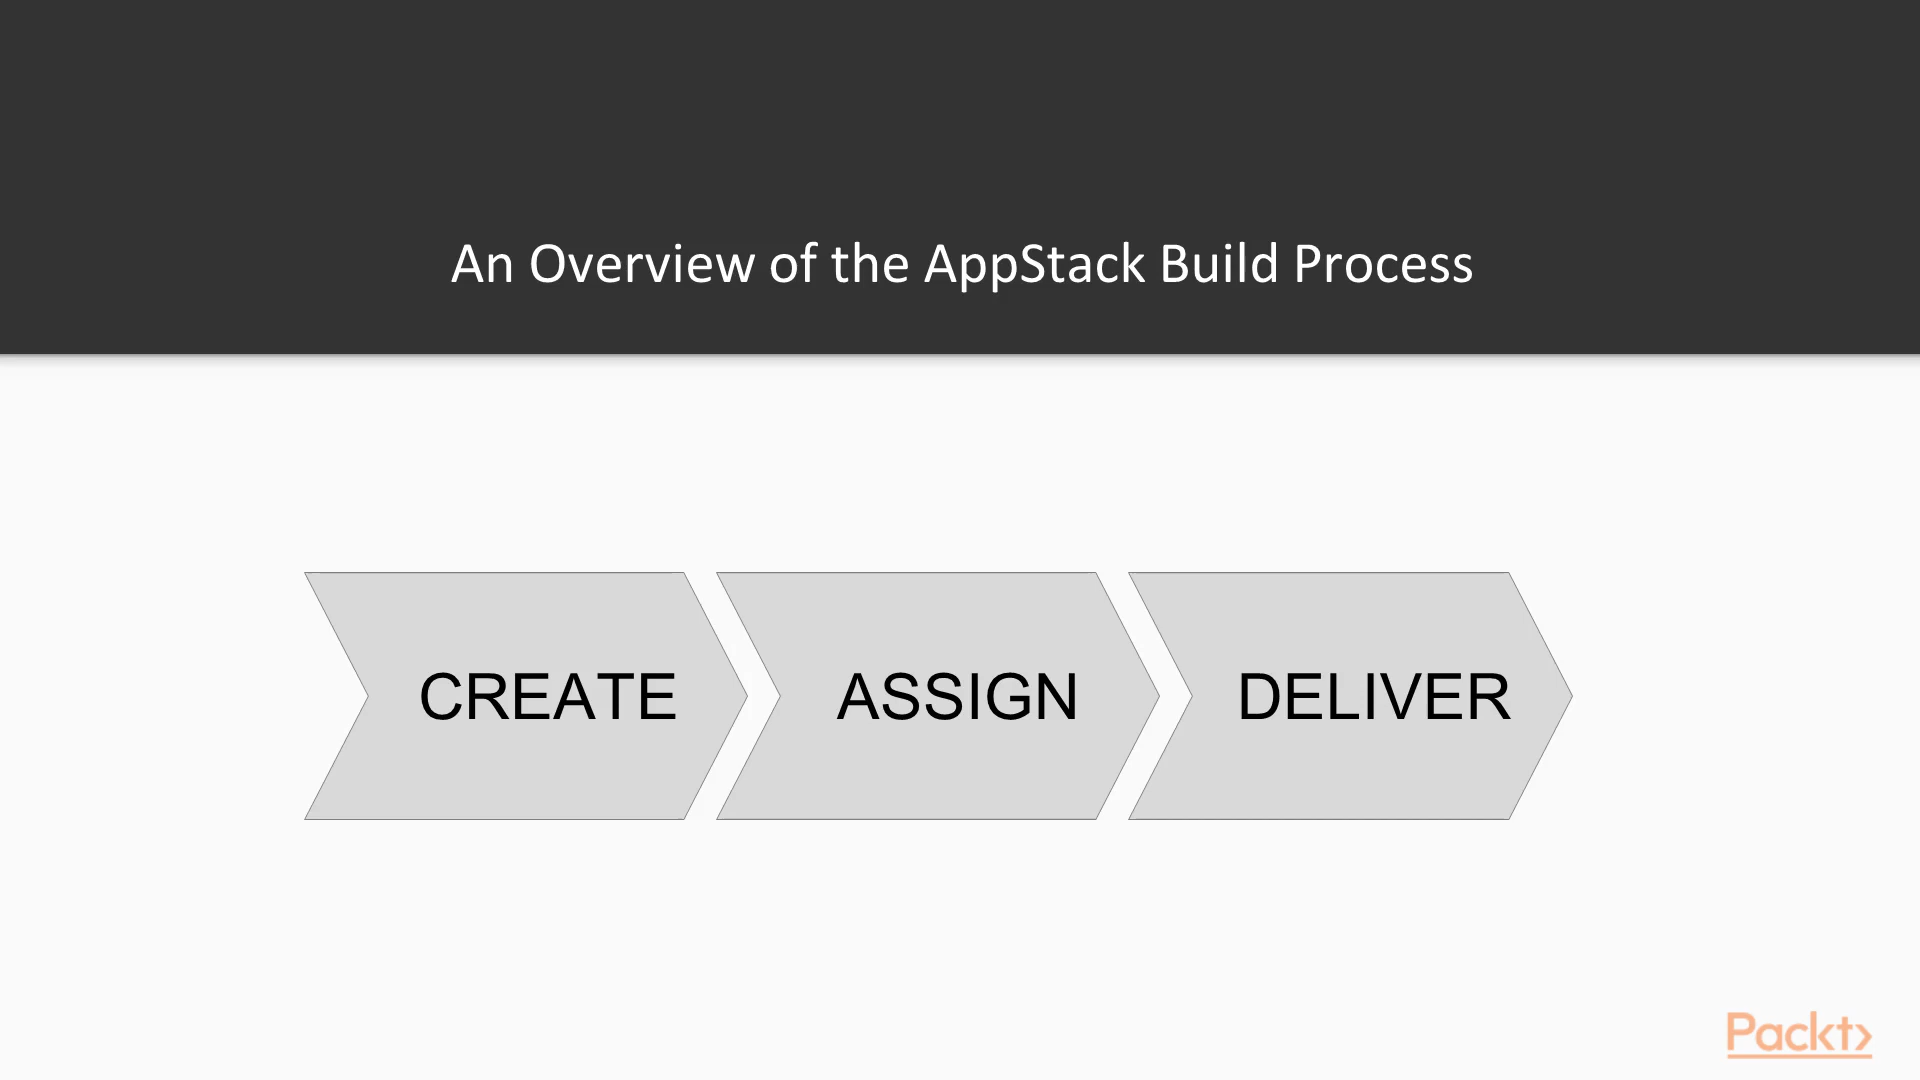 An Overview of the AppStack Build Process
CREATE
ASSIGN
DELIVER
Packt